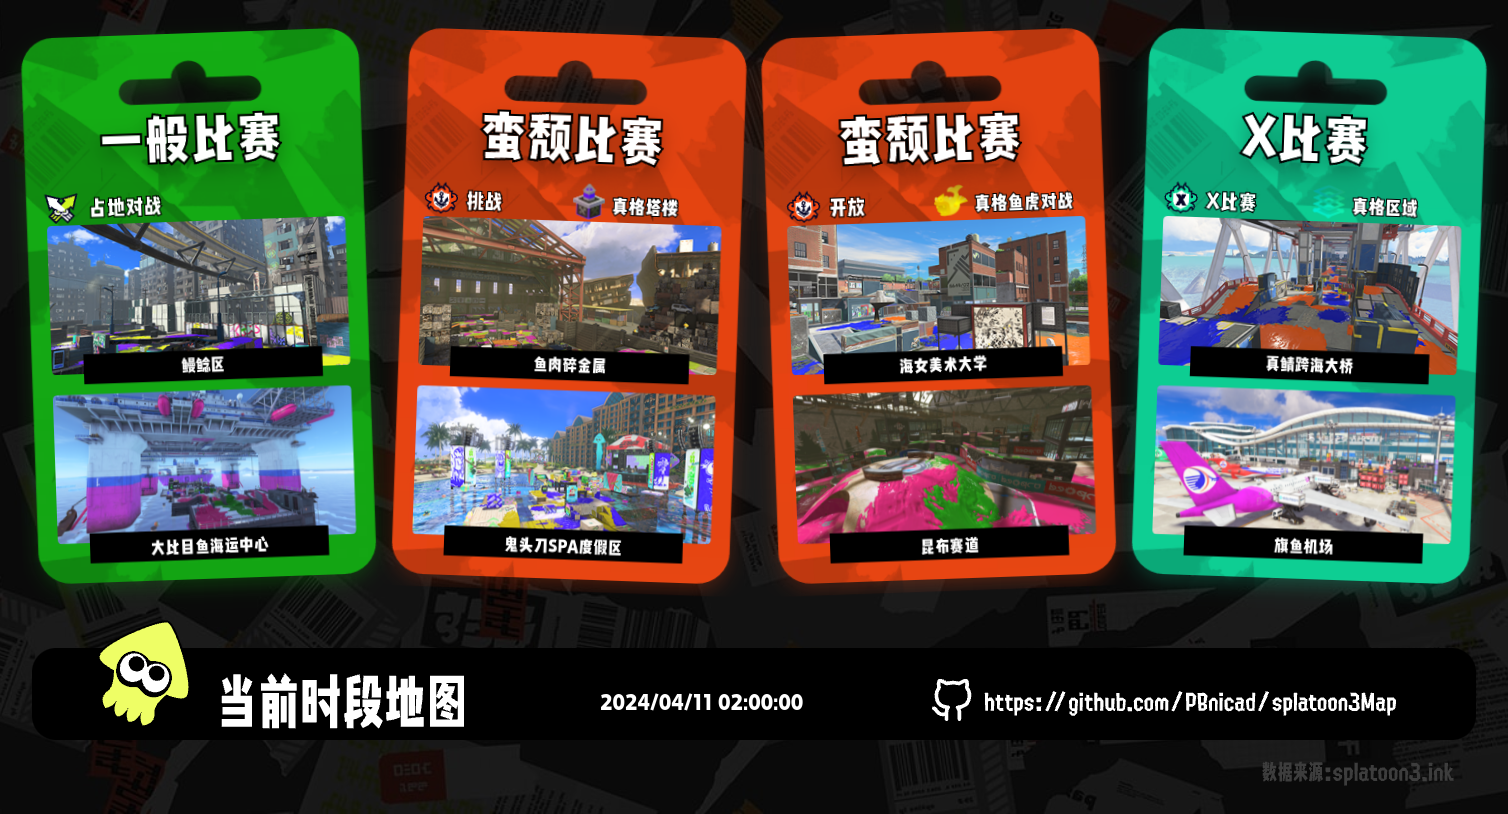 一般比赛
占地对战
鳗鲶区
大比目鱼海运中心
蛮颓比赛
挑战
真格塔楼
鱼肉碎金属
鬼头刀SPA度假区
蛮颓比赛
开放
真格鱼虎对战
海女美术大学
昆布赛道
X比赛
X比赛
真格区域
真鲭跨海大桥
旗鱼机场
当前时段地图
2024/04/11 02:00:00
https://github.com/PBnicad/splatoon3Map
数据来源:splatoon3.ink